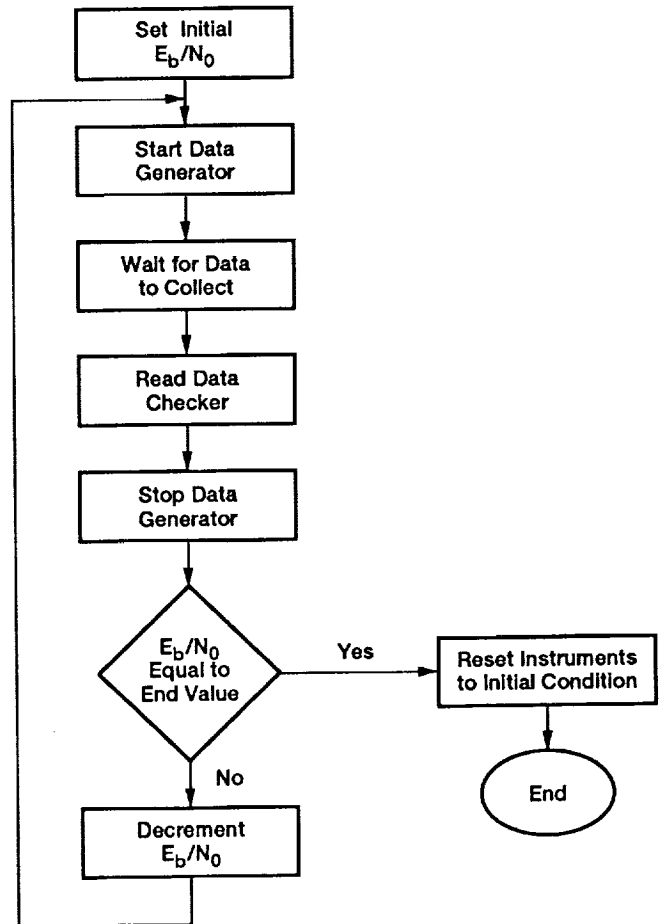 Set Initial
E_b/N_0
Start Data
Generator
Wait for Data
to Collect
Read Data
Checker
Stop Data
Generator
E_b/N_0
Equal to
End Value
Yes
Reset Instruments
to Initial Condition
End
No
Decrement
E_b/N_0